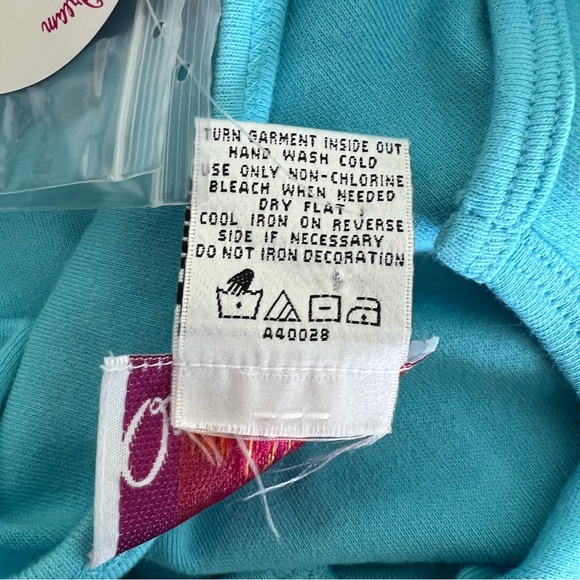 Dream
TURN GARMENT INSIDE OUT
HAND WASH COLD
USE ONLY NON-CHLORINE
BLEACH WHEN NEEDED
DRY FLAT
COOL IRON ON REVERSE
SIDE IF NECESSARY
DO NOT IRON DECORATION
A40028